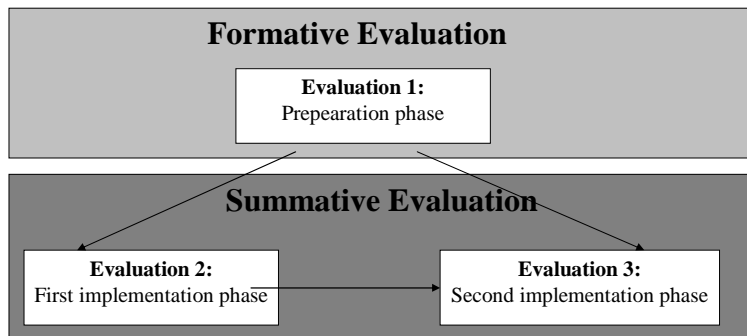 Formative Evaluation
Evaluation 1:
Prepearation phase
Summative Evaluation
Evaluation 2:
First implementation phase
Evaluation 3:
Second implementation phase